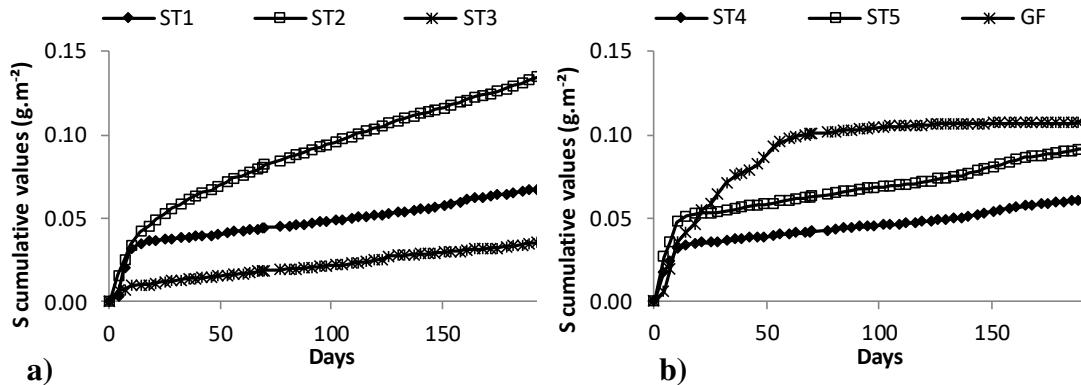 ST1 ST2 ST3
S cumulative values (g.m⁻²)
0.15
0.10
0.05
0.00
0 50 100 150
Days
a)
ST4 ST5 GF
S cumulative values (g.m⁻²)
0.15
0.10
0.05
0.00
0 50 100 150
Days
b)